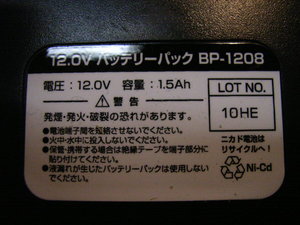 12.0V バッテリーパック BP-1208
電圧：12.0V 容量：1.5Ah
⚠警告
発煙・発火・破裂の恐れがあります。
●電池端子間を短絡させないでください。
●火中・水中に投入しないでください。
●保管・携帯する場合は絶縁テープを端子部分に
貼り付けてください。
●液漏れが生じたバッテリーパックは使用しない
でください。
LOT NO.
10HE
ニカド電池は
リサイクルへ！
Ni-Cd